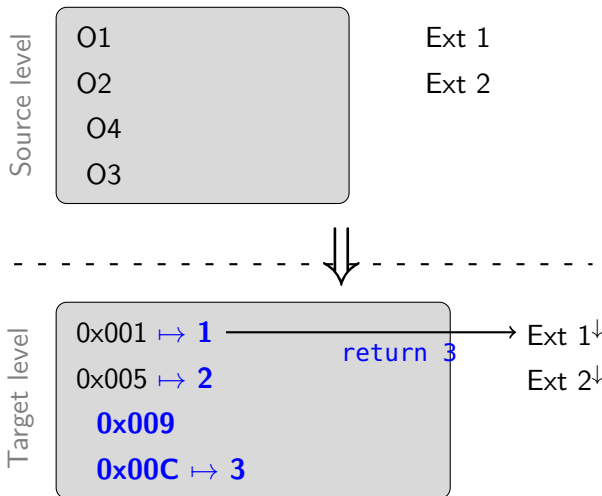 Source level
O1
Ext 1
O2
Ext 2
O4
O3
Target level
0x001 ↦ 1
return 3
Ext 1↓
0x005 ↦ 2
Ext 2↓
0x009
0x00C ↦ 3